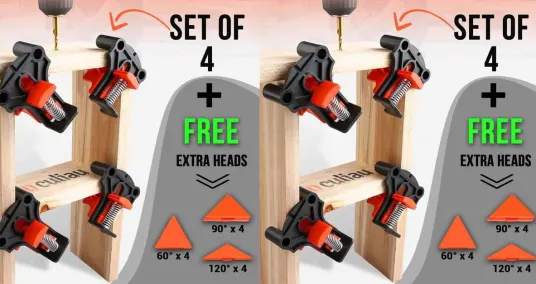 SET OF
4
+
FREE
EXTRA HEADS
60° x 4
90° x 4
120° x 4
SET OF
4
+
FREE
EXTRA HEADS
60° x 4
90° x 4
120° x 4